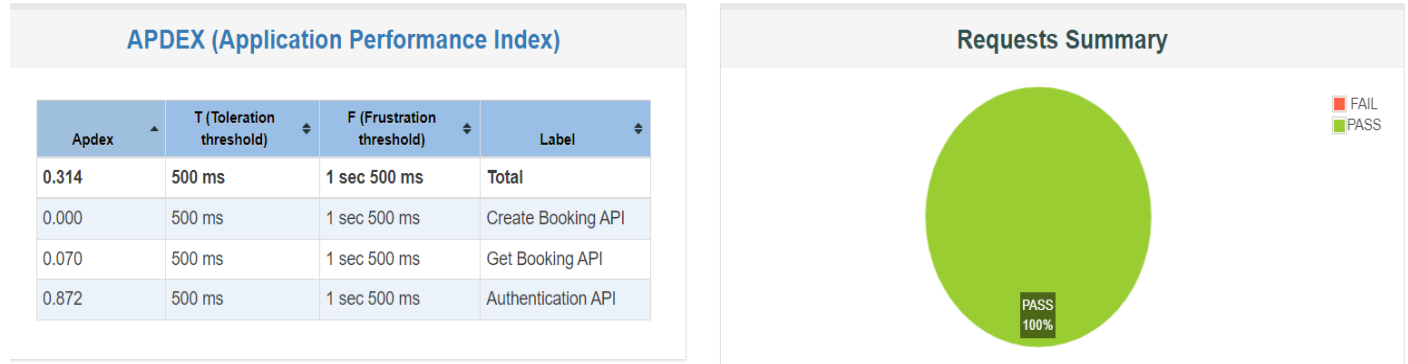 APDEX (Application Performance Index)
Apdex T (Toleration threshold) F (Frustration threshold) Label
0.314 500 ms 1 sec 500 ms Total
0.000 500 ms 1 sec 500 ms Create Booking API
0.070 500 ms 1 sec 500 ms Get Booking API
0.872 500 ms 1 sec 500 ms Authentication API
Requests Summary
FAIL
PASS
PASS
100%